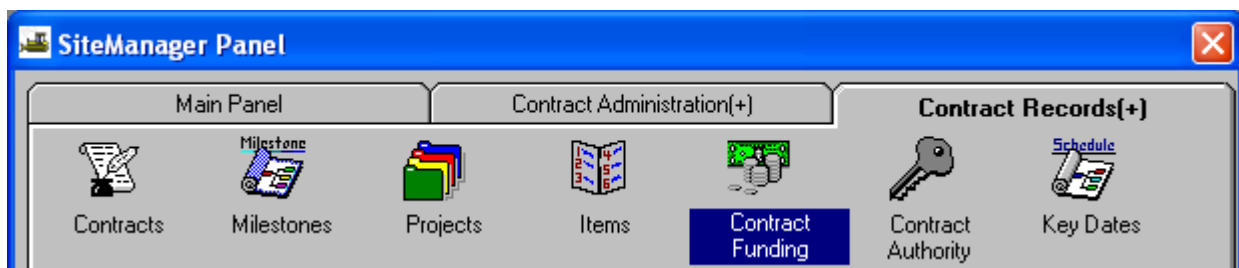 SiteManager Panel
Main Panel
Contract Administration(+)
Contract Records(+)
Milestone
Schedule
Contracts
Milestones
Projects
Items
Contract
Funding
Contract
Authority
Key Dates